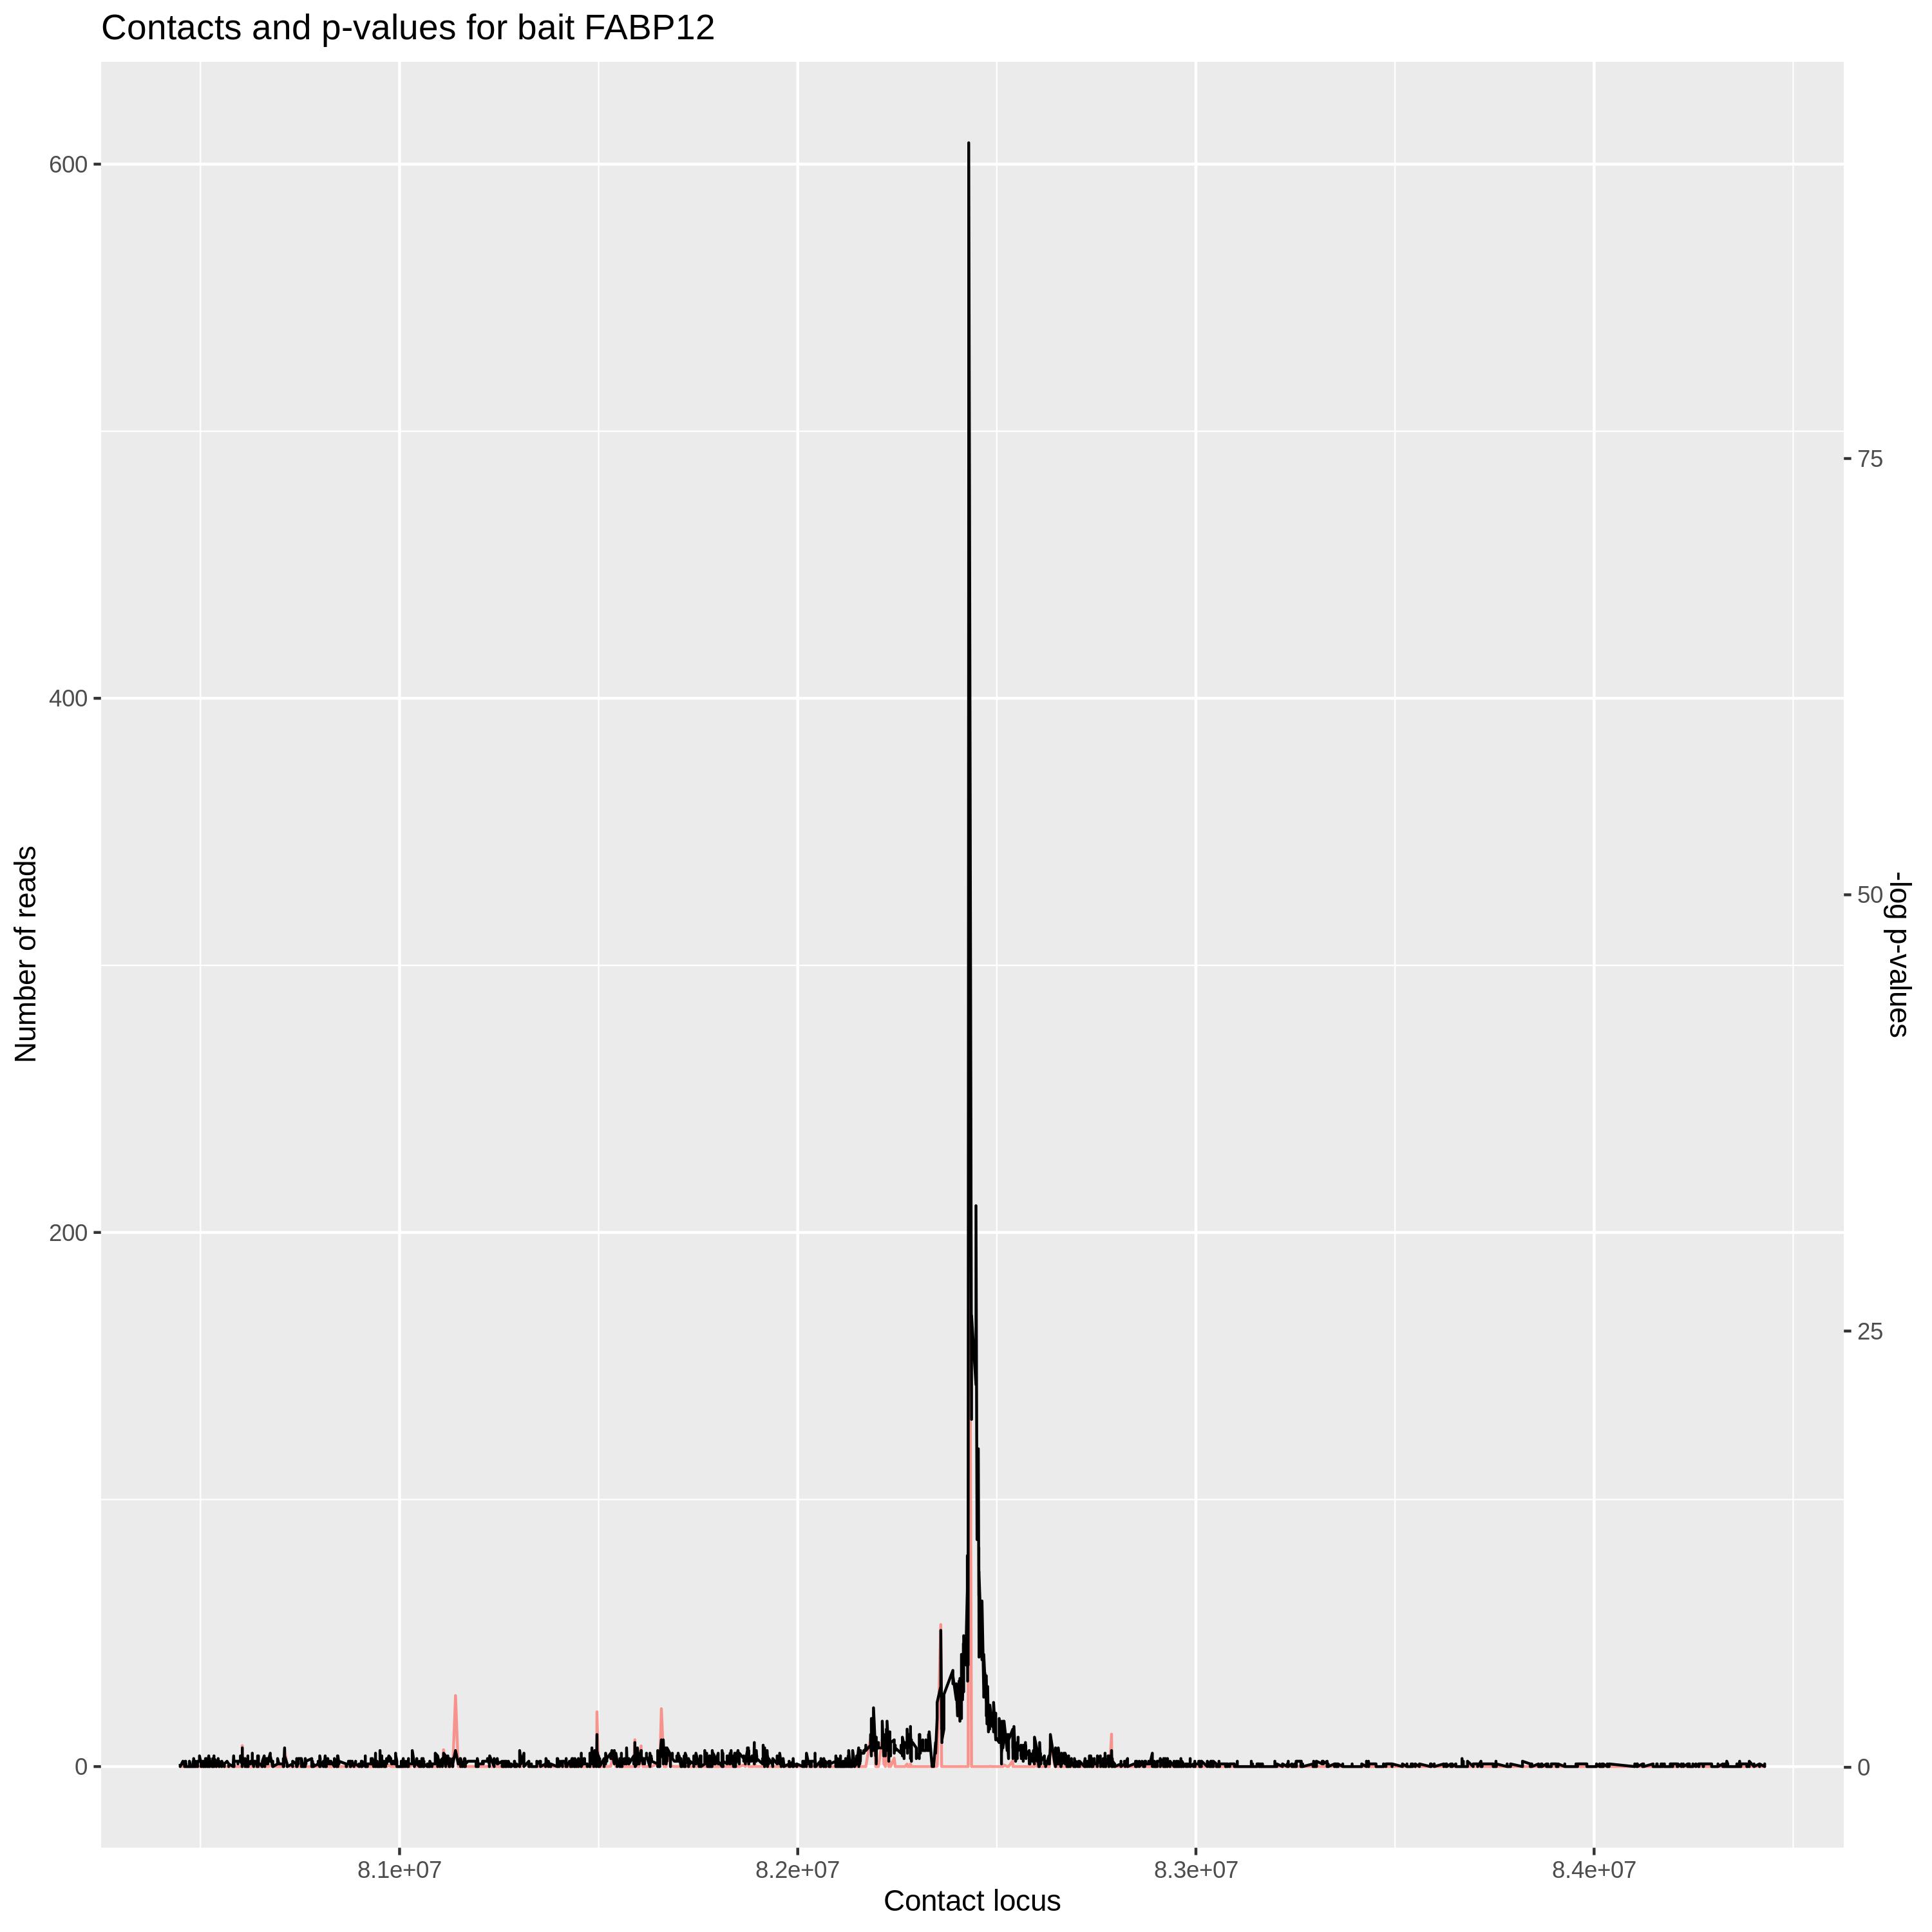 Contacts and p-values for bait FABP12
600
400
200
0
Number of reads
75
50
25
0
-log p-values
8.1e+07
8.2e+07
8.3e+07
8.4e+07
Contact locus